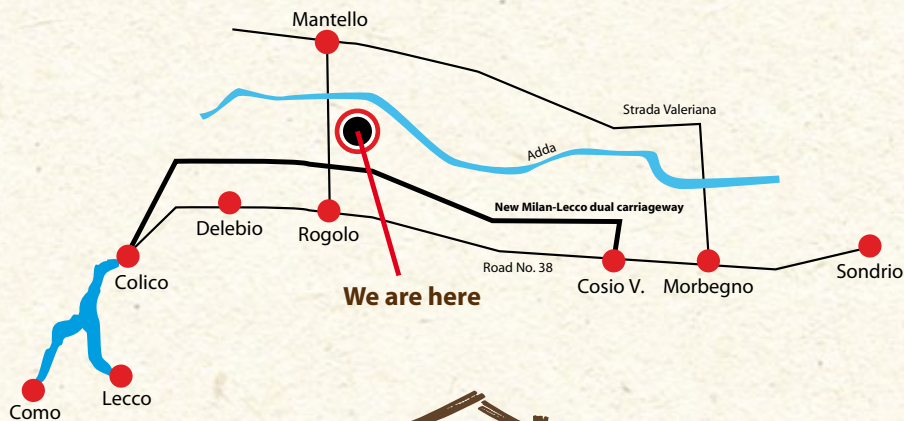 Mantello
Strada Valeriana
Adda
New Milan-Lecco dual carriageway
Delebio
Rogolo
Road No. 38
Colico
We are here
Cosio V.
Morbegno
Sondrio
Lecco
Como